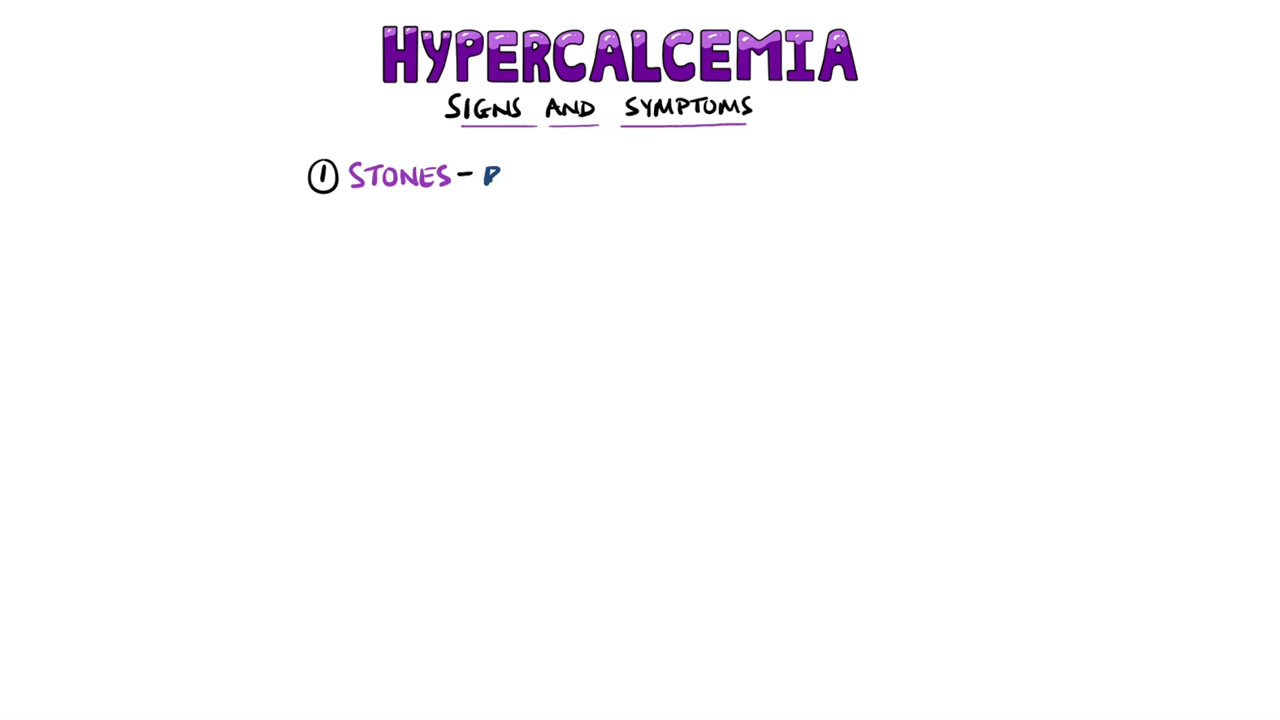 HYPERCALCEMIA
SIGNS AND SYMPTOMS
① STONES -